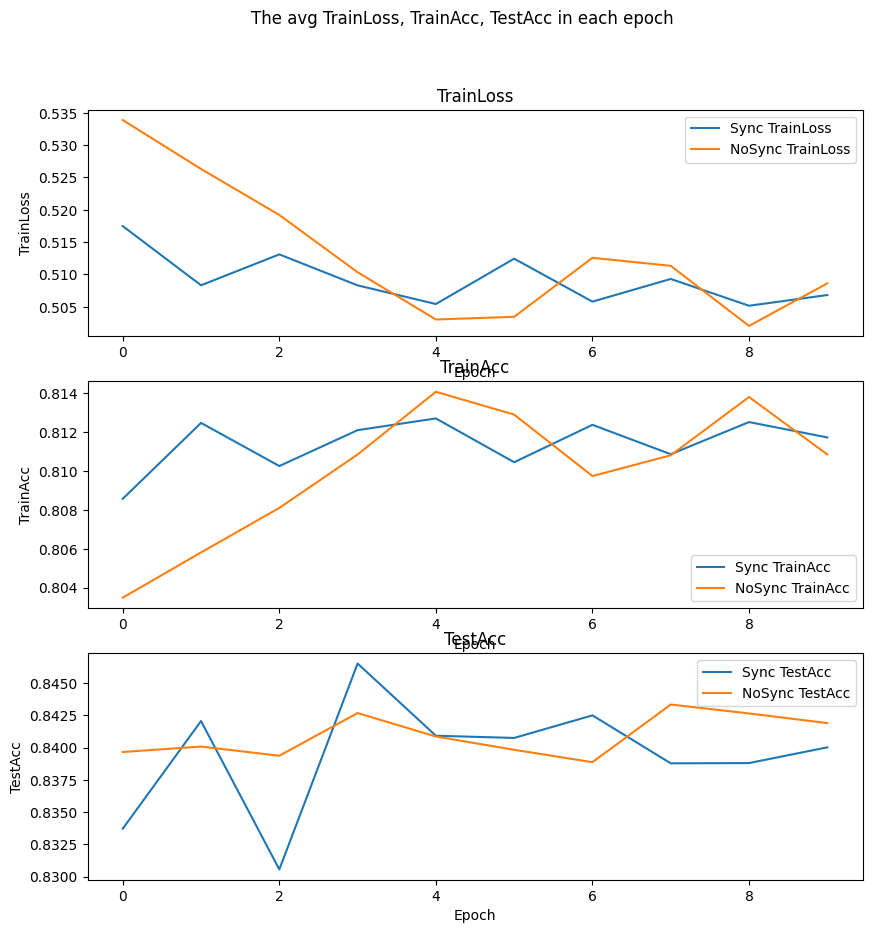 The avg TrainLoss, TrainAcc, TestAcc in each epoch
TrainLoss
0.535
0.530
0.525
0.520
0.515
0.510
0.505
TrainLoss
Sync TrainLoss
NoSync TrainLoss
0 2 4 6 8
Epoch
TrainAcc
0.814
0.812
0.810
0.808
0.806
0.804
TrainAcc
Sync TrainAcc
NoSync TrainAcc
0 2 4 6 8
Epoch
TestAcc
0.8450
0.8425
0.8400
0.8375
0.8350
0.8325
0.8300
TestAcc
Sync TestAcc
NoSync TestAcc
0 2 4 6 8
Epoch